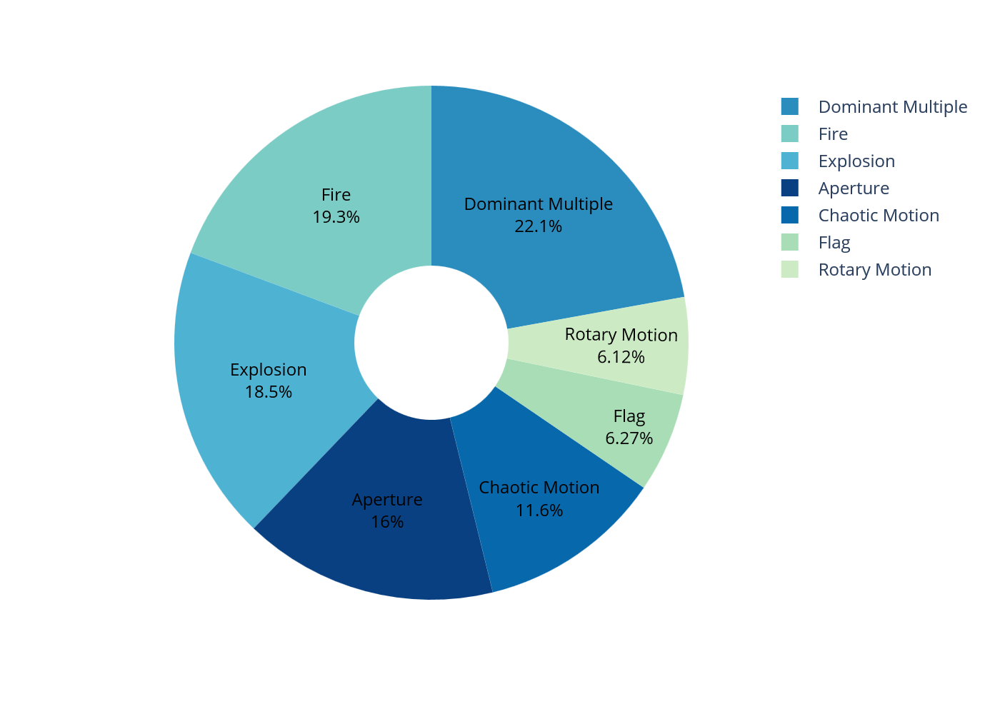 Fire
19.3%
Dominant Multiple
22.1%
Rotary Motion
6.12%
Explosion
18.5%
Flag
6.27%
Chaotic Motion
11.6%
Aperture
16%
Dominant Multiple
Fire
Explosion
Aperture
Chaotic Motion
Flag
Rotary Motion